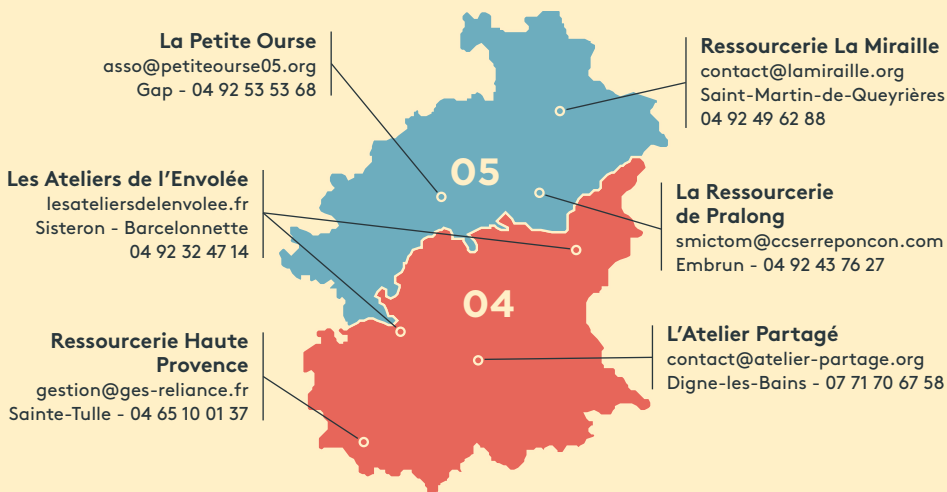 La Petite Ourse
asso@petiteourse05.org
Gap - 04 92 53 53 68
Ressourcerie La Miraille
contact@lamiraille.org
Saint-Martin-de-Queyrières
04 92 49 62 88
05
Les Ateliers de l'Envolée
lesateliersdelenvolee.fr
Sisteron - Barcelonnette
04 92 32 47 14
La Ressourcerie
de Pralong
smictom@ccserreponcon.com
Embrun - 04 92 43 76 27
04
Ressourcerie Haute
Provence
gestion@ges-reliance.fr
Sainte-Tulle - 04 65 10 01 37
L'Atelier Partagé
contact@atelier-partage.org
Digne-les-Bains - 07 71 70 67 58